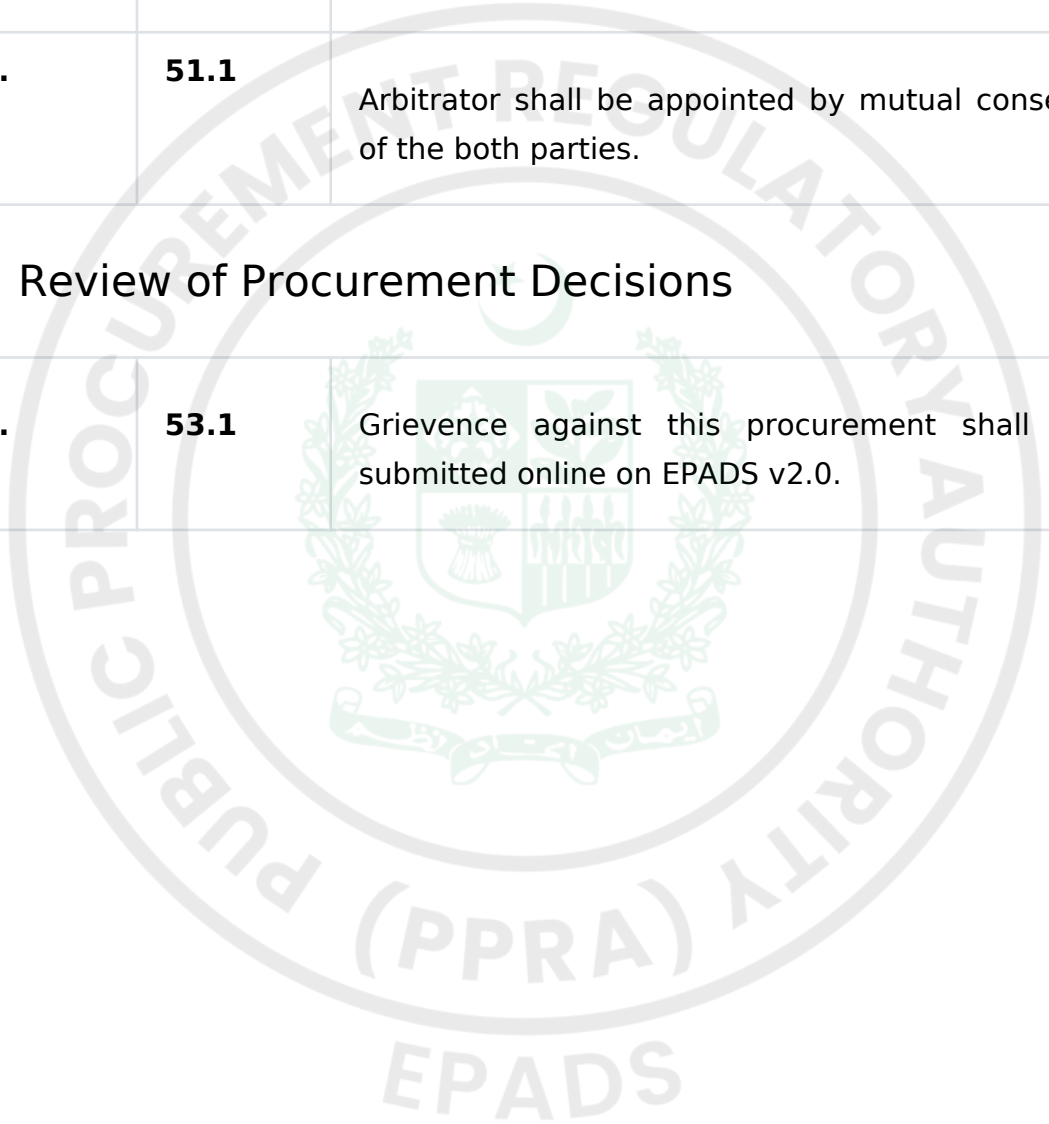 . 51.1
Arbitrator shall be appointed by mutual conse
of the both parties.
Review of Procurement Decisions
. 53.1 Grievence against this procurement shall
submitted online on EPADS v2.0.
PUBLIC PROCUREMENT REGULATORY AUTHORITY
(PPRA)
EPADS